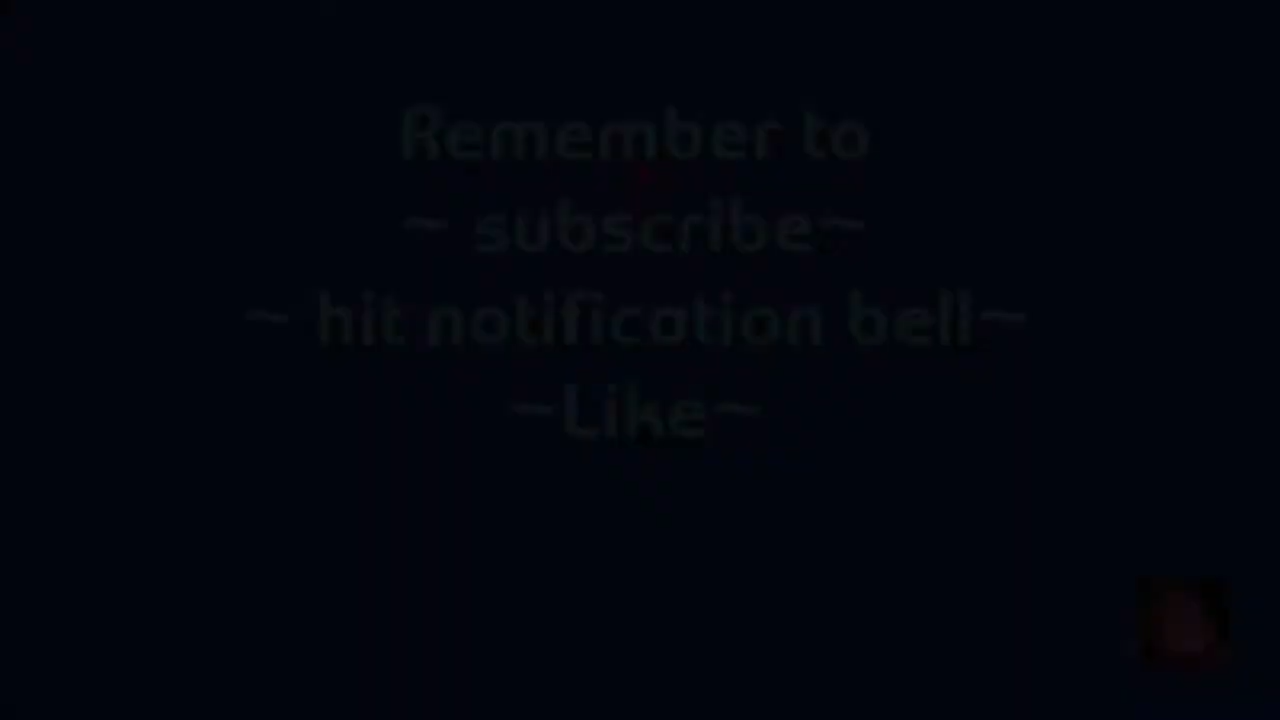 Remember to
~ subscribe~
~ hit notification bell~
~Like~